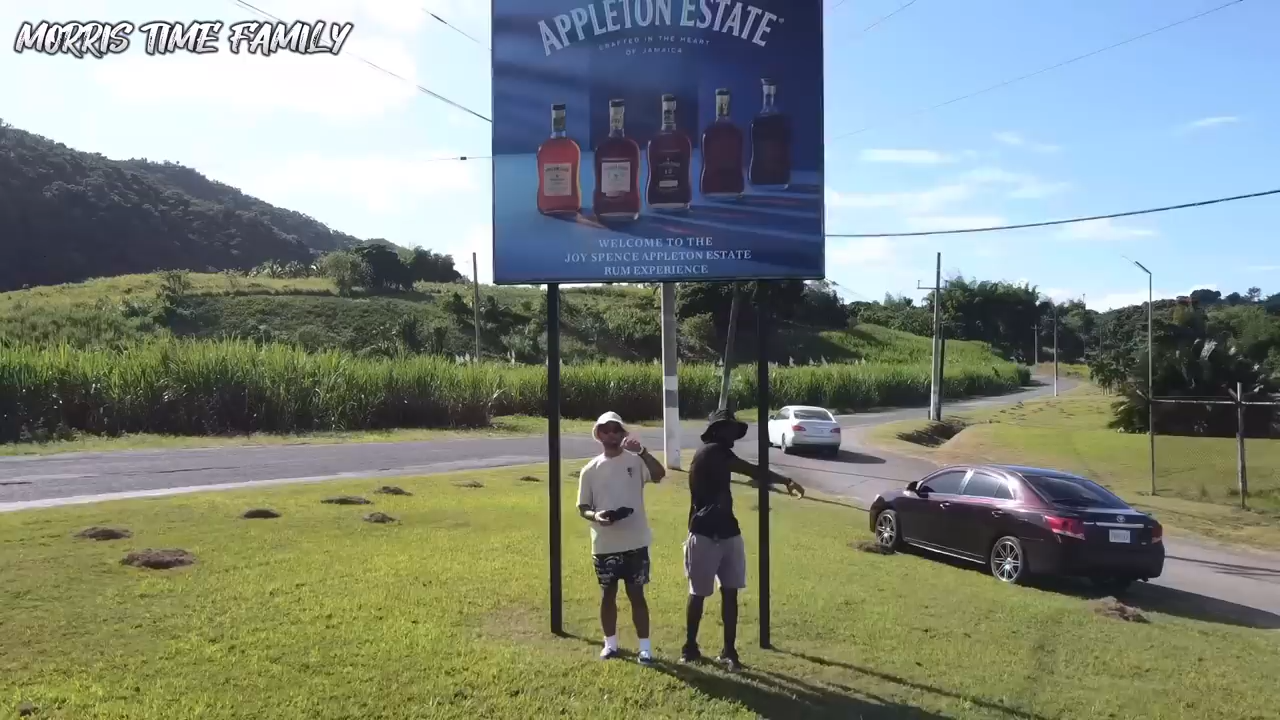 MORRIS TIME FAMILY
APPLETON ESTATE
CRAFTED IN THE HEART
OF JAMAICA
WELCOME TO THE
JOY SPENCE APPLETON ESTATE
RUM EXPERIENCE